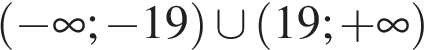 (−∞; −19) ∪ (19; +∞)